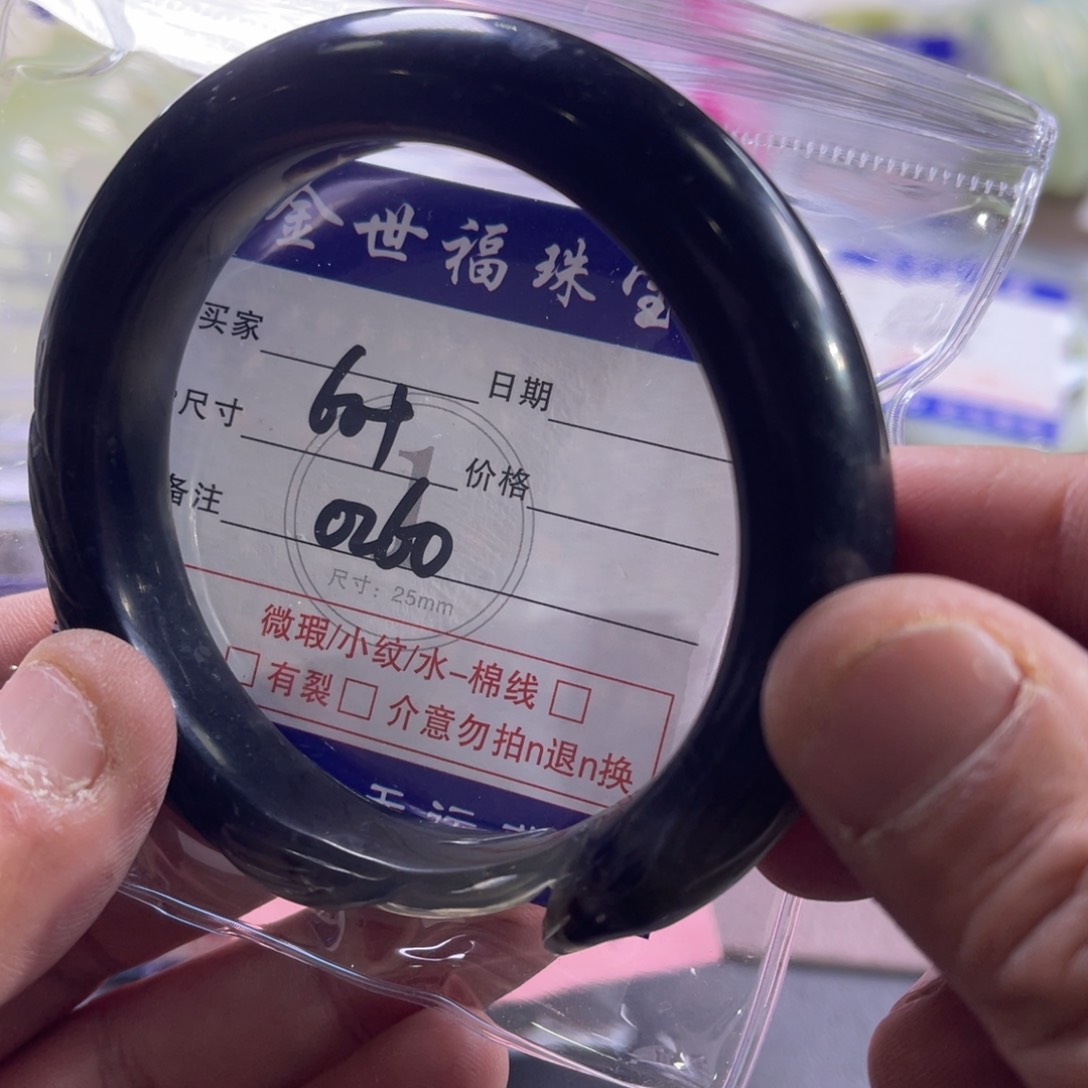 金世福珠宝
买家 日期
尺寸 价格
备注
0260
1
尺寸：25mm
微瑕/小纹/水-棉线
有裂 介意勿拍n退n换